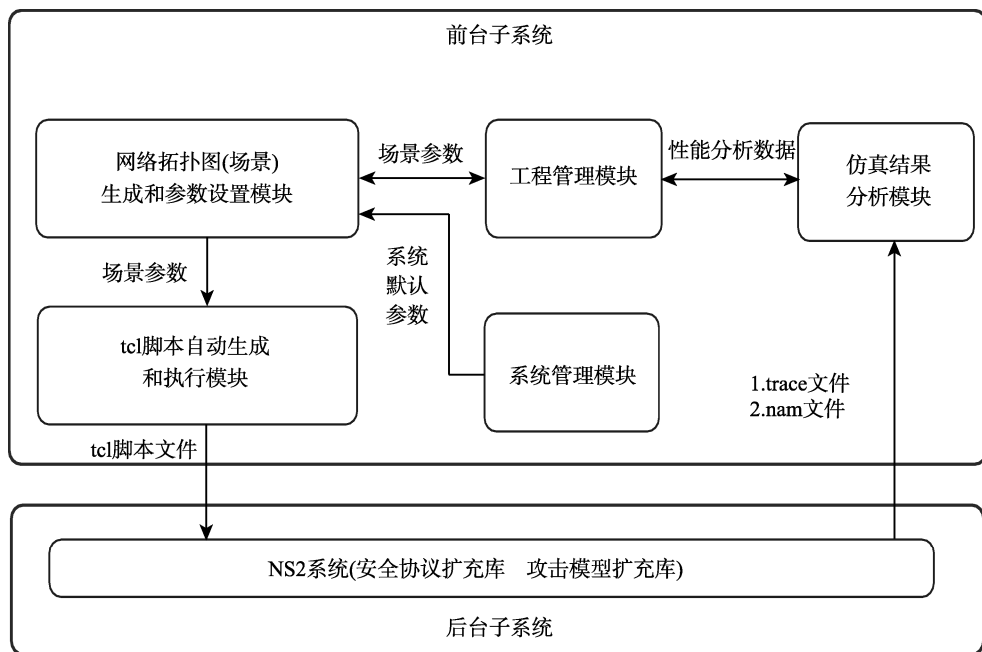 前台子系统
网络拓扑图(场景)
生成和参数设置模块
场景参数
工程管理模块
性能分析数据
仿真结果
分析模块
场景参数
系统
默认
参数
tcl脚本自动生成
和执行模块
系统管理模块
1.trace文件
2.nam文件
tcl脚本文件
NS2系统(安全协议扩充库　攻击模型扩充库)
后台子系统